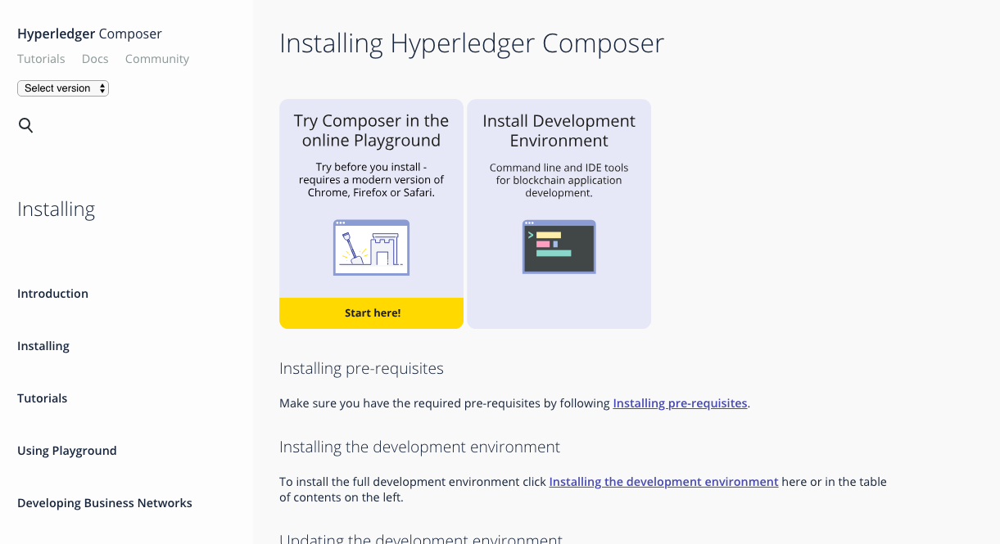 Hyperledger Composer
Tutorials Docs Community
Select version
Installing
Introduction
Installing
Tutorials
Using Playground
Developing Business Networks
Installing Hyperledger Composer
Try Composer in the
online Playground
Try before you install -
requires a modern version of
Chrome, Firefox or Safari.
Start here!
Install Development
Environment
Command line and IDE tools
for blockchain application
development.
Installing pre-requisites
Make sure you have the required pre-requisites by following Installing pre-requisites.
Installing the development environment
To install the full development environment click Installing the development environment here or in the table
of contents on the left.
Updating the development environment